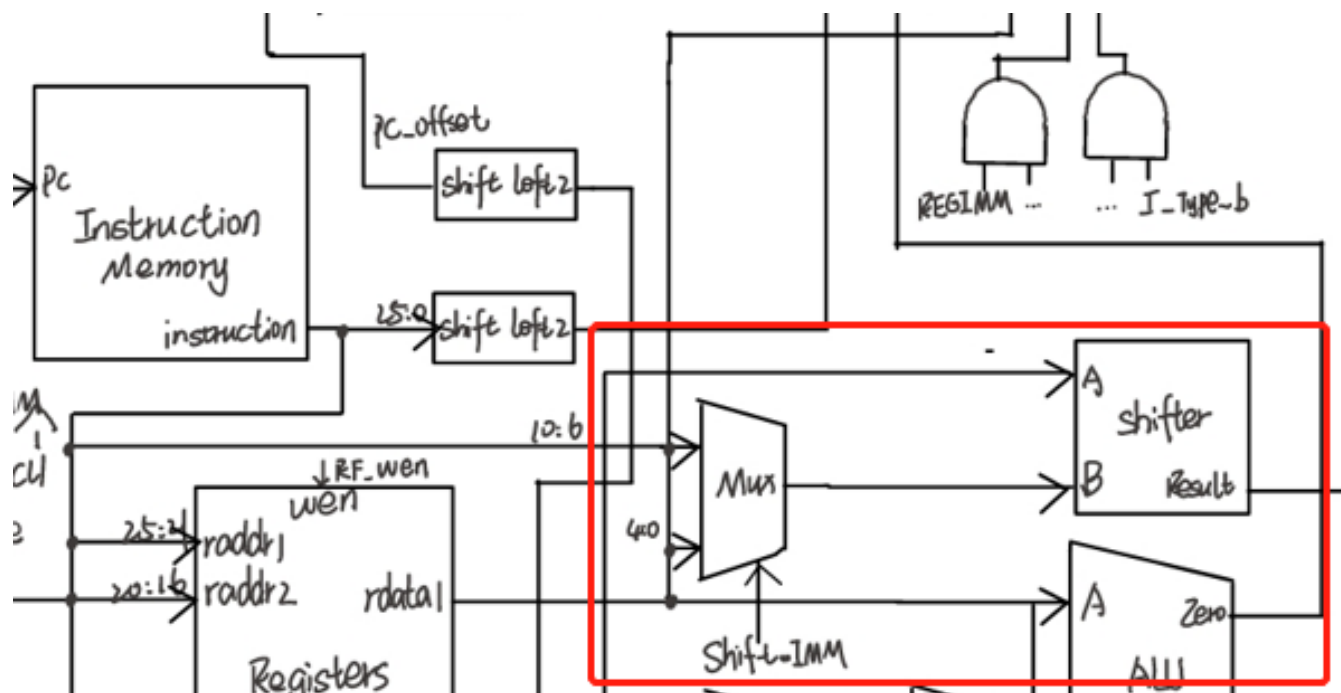 PC_offset
PC
Instruction
Memory
instruction
shift left2
25:0
shift left2
REGIMM ...
... I_Type_b
10:6
Mux
4:0
Shift_IMM
A
shifter
B
Result
A
Zero
ALU
RF_wen
wen
25:21
raddr1
20:16
raddr2
rdata1
Registers